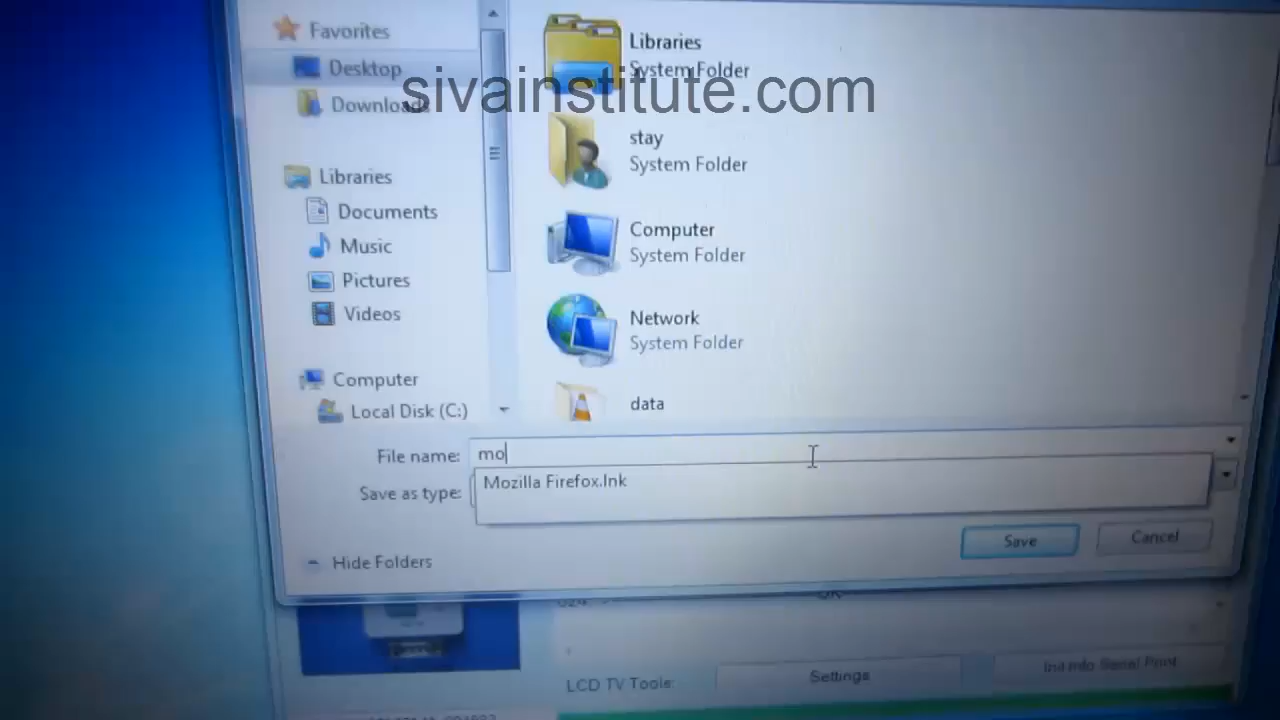 Favorites
Desktop
Downloads
Libraries
Documents
Music
Pictures
Videos
Computer
Local Disk (C:)
Libraries
System Folder
sivainstitute.com
stay
System Folder
Computer
System Folder
Network
System Folder
data
File name: mo
Mozilla Firefox.lnk
Save as type:
Save
Cancel
Hide Folders
LCD TV Tools:
Settings